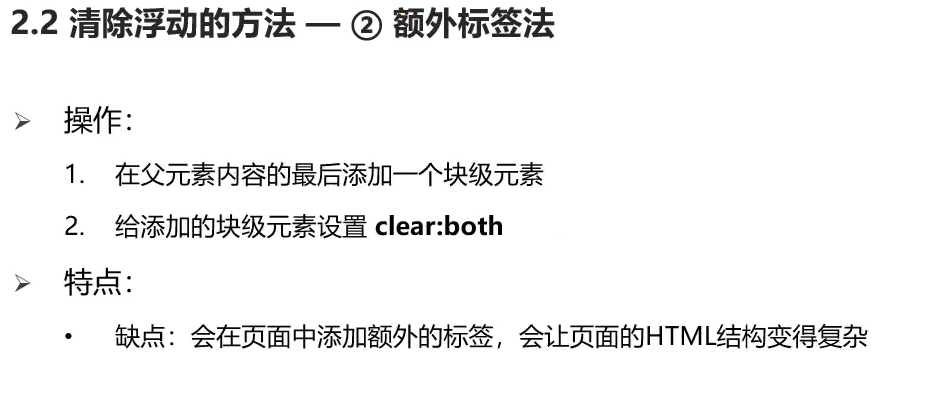 2.2 清除浮动的方法 — ② 额外标签法
➢ 操作：
1. 在父元素内容的最后添加一个块级元素
2. 给添加的块级元素设置 clear:both
➢ 特点：
• 缺点：会在页面中添加额外的标签，会让页面的HTML结构变得复杂